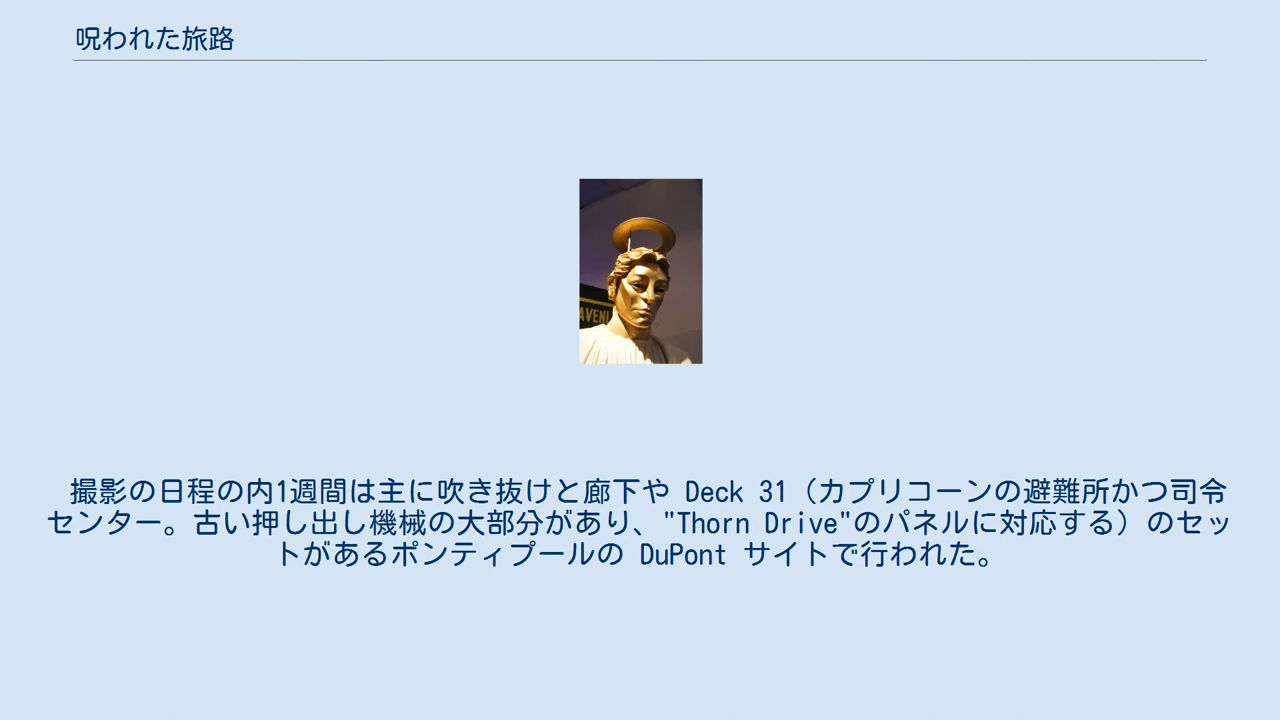 呪われた旅路
AVEN
撮影の日程の内1週間は主に吹き抜けと廊下や Deck 31（カプリコーンの避難所かつ司令
センター。古い押し出し機械の大部分があり、"Thorn Drive"のパネルに対応する）のセッ
トがあるポンティプールの DuPont サイトで行われた。